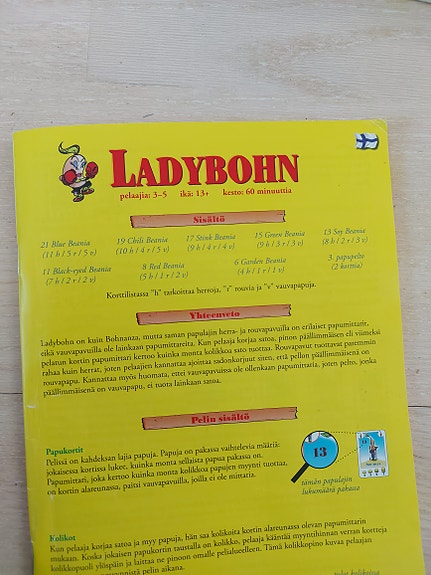 LADYBOHN
pelaajia: 3–5 ikä: 13+ kesto: 60 minuuttia
Sisältö
21 Blue Beania 19 Chili Beania 17 Stink Beania 15 Green Beania 13 Soy Beania
(11 h / 5 r / 5 v) (10 h / 4 r / 5 v) (9 h / 4 r / 4 v) (9 h / 3 r / 3 v) (8 h / 2 r / 3 v)
11 Black-eyed Beania 8 Red Beania 6 Garden Beania 3. papupelto
(7 h / 2 r / 2 v) (5 h / 1 r / 2 v) (4 h / 1 r / 1 v) (2 korttia)
Korttilistassa "h" tarkoittaa herroja, "r" rouvia ja "v" vauvapapuja.
Yhteenveto
Ladybohn on kuin Bohnanza, mutta saman papulajin herra- ja rouvapavuilla on erilaiset papumittarit,
eikä vauvapavuilla ole lainkaan papumittareita. Kun pelaaja korjaa satoa, pinon päällimmäisen eli viimeksi
pelatun kortin papumittari kertoo kuinka monta kolikkoa sato tuottaa. Rouvapavut tuottavat paremmin
rahaa kuin herrat, joten pelaajien kannattaa ajoittaa sadonkorjuut siten, että pellon päällimmäisenä on
rouvapapu. Kannattaa myös huomata, ettei vauvapavuissa ole ollenkaan papumittaria, joten pelto, jonka
päällimmäisenä on vauvapapu, ei tuota lainkaan satoa.
Pelin sisältö
Papukortit
Pelissä on kahdeksan lajia papuja. Papuja on pakassa vaihtelevia määriä:
jokaisessa kortissa lukee, kuinka monta sellaista papua pakassa on.
Papumittari, joka kertoo kuinka monta kolikkoa papujen myynti tuottaa,
on kortin alareunassa, paitsi vauvapavuilla, joilla ei ole mittaria.
13
tämän papulajin
lukumäärä pakassa
Kolikot
Kun pelaaja korjaa satoa ja myy papuja, hän saa kolikoita kortin alareunassa olevan papumittarin
mukaan. Koska jokaisen papukortin taustalla on kolikko, pelaaja kääntää myyntihinnan verran kortteja
kolikkopuoli ylöspäin ja laittaa ne pinoon omalle pelialueelleen. Tämä kolikkopino kuvaa pelaajan
pelin aikana.